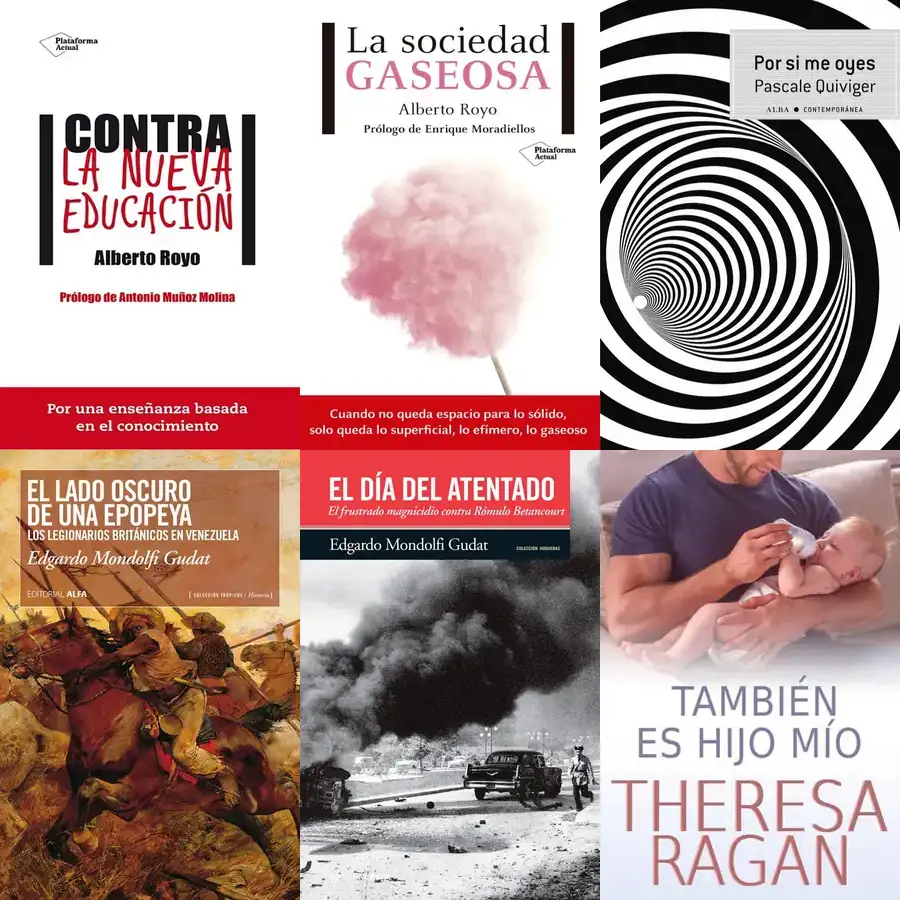 Plataforma
Actual
CONTRA
LA NUEVA
EDUCACIÓN
Alberto Royo
Prólogo de Antonio Muñoz Molina
Por una enseñanza basada
en el conocimiento
La sociedad
GASEOSA
Alberto Royo
Prólogo de Enrique Moradiellos
Plataforma
Actual
Cuando no queda espacio para lo sólido,
solo queda lo superficial, lo efímero, lo gaseoso
Por si me oyes
Pascale Quiviger
ALBA ● CONTEMPORÁNEA
EL LADO OSCURO
DE UNA EPOPEYA
LOS LEGIONARIOS BRITÁNICOS EN VENEZUELA
Edgardo Mondolfi Gudat
EDITORIAL ALFA
[ COLECCIÓN TRÓPICOS / Historia ]
EL DÍA DEL ATENTADO
El frustrado magnicidio contra Rómulo Betancourt
Edgardo Mondolfi Gudat
COLECCIÓN HOGUERAS
TAMBIÉN
ES HIJO MÍO
THERESA
RAGAN